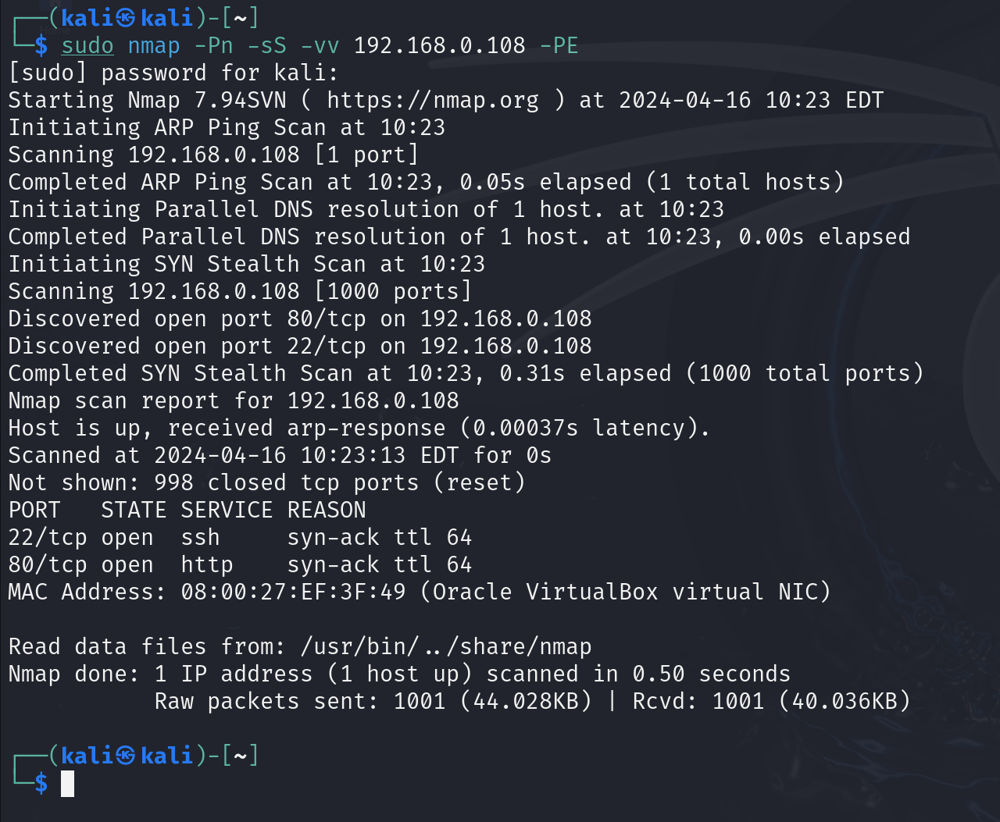 ┌──(kali㉿kali)-[~]
└─$ sudo nmap -Pn -sS -vv 192.168.0.108 -PE
[sudo] password for kali:
Starting Nmap 7.94SVN ( https://nmap.org ) at 2024-04-16 10:23 EDT
Initiating ARP Ping Scan at 10:23
Scanning 192.168.0.108 [1 port]
Completed ARP Ping Scan at 10:23, 0.05s elapsed (1 total hosts)
Initiating Parallel DNS resolution of 1 host. at 10:23
Completed Parallel DNS resolution of 1 host. at 10:23, 0.00s elapsed
Initiating SYN Stealth Scan at 10:23
Scanning 192.168.0.108 [1000 ports]
Discovered open port 80/tcp on 192.168.0.108
Discovered open port 22/tcp on 192.168.0.108
Completed SYN Stealth Scan at 10:23, 0.31s elapsed (1000 total ports)
Nmap scan report for 192.168.0.108
Host is up, received arp-response (0.00037s latency).
Scanned at 2024-04-16 10:23:13 EDT for 0s
Not shown: 998 closed tcp ports (reset)
PORT   STATE SERVICE REASON
22/tcp open  ssh     syn-ack ttl 64
80/tcp open  http    syn-ack ttl 64
MAC Address: 08:00:27:EF:3F:49 (Oracle VirtualBox virtual NIC)

Read data files from: /usr/bin/../share/nmap
Nmap done: 1 IP address (1 host up) scanned in 0.50 seconds
           Raw packets sent: 1001 (44.028KB) | Rcvd: 1001 (40.036KB)

┌──(kali㉿kali)-[~]
└─$